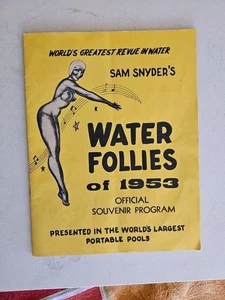 WORLD'S GREATEST REVUE IN WATER
SAM SNYDER'S
WATER
FOLLIES
of 1953
OFFICIAL
SOUVENIR PROGRAM
PRESENTED IN THE WORLD'S LARGEST
PORTABLE POOLS